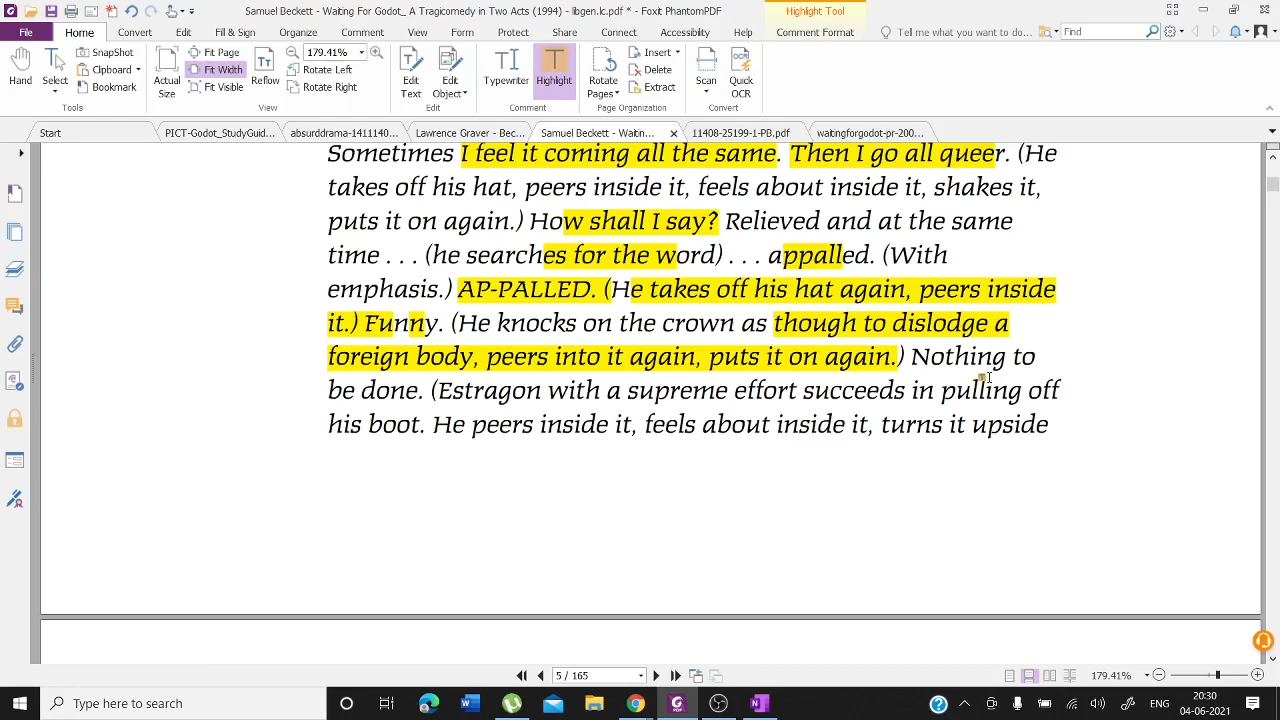 Samuel Beckett - Waiting For Godot_ A Tragicomedy in Two Acts (1994) - libgen.lc.pdf * - Foxit PhantomPDF
Highlight Tool
File
Home
Convert
Edit
Fill & Sign
Organize
Comment
View
Form
Protect
Share
Connect
Accessibility
Help
Comment Format
Tell me what you want to do...
Find
Hand
Select
SnapShot
Clipboard
Bookmark
Tools
Actual Size
Fit Page
Fit Width
Fit Visible
Reflow
179.41%
Rotate Left
Rotate Right
View
Edit Text
Edit Object
Edit
Typewriter
Highlight
Comment
Rotate Pages
Insert
Delete
Extract
Page Organization
Scan
Quick OCR
Convert
Start
PICT-Godot_StudyGuid...
absurddrama-1411140...
Lawrence Graver - Bec...
Samuel Beckett - Waitin...
11408-25199-1-PB.pdf
waitingforgodot-pr-200...
Sometimes I feel it coming all the same. Then I go all queer. (He
takes off his hat, peers inside it, feels about inside it, shakes it,
puts it on again.) How shall I say? Relieved and at the same
time . . . (he searches for the word) . . . appalled. (With
emphasis.) AP-PALLED. (He takes off his hat again, peers inside
it.) Funny. (He knocks on the crown as though to dislodge a
foreign body, peers into it again, puts it on again.) Nothing to
be done. (Estragon with a supreme effort succeeds in pulling off
his boot. He peers inside it, feels about inside it, turns it upside
5 / 165
179.41%
Type here to search
ENG
20:30
04-06-2021